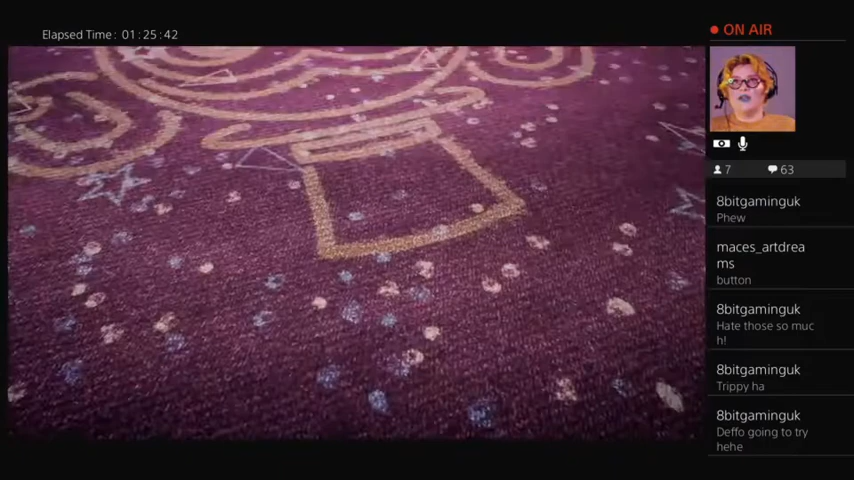 Elapsed Time: 01:25:42
ON AIR
7
63
8bitgaminguk
Phew
maces_artdrea
ms
button
8bitgaminguk
Hate those so muc
h!
8bitgaminguk
Trippy ha
8bitgaminguk
Deffo going to try
hehe